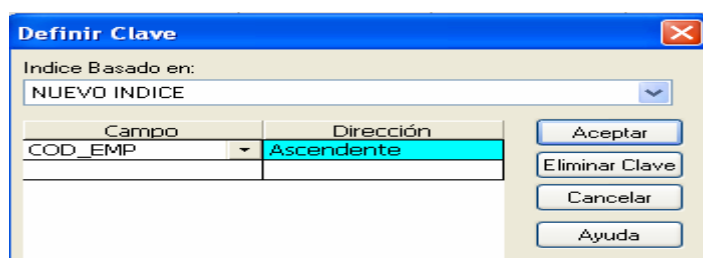 Definir Clave
Indice Basado en:
NUEVO INDICE
Campo Dirección Aceptar
COD_EMP Ascendente
Eliminar Clave
Cancelar
Ayuda